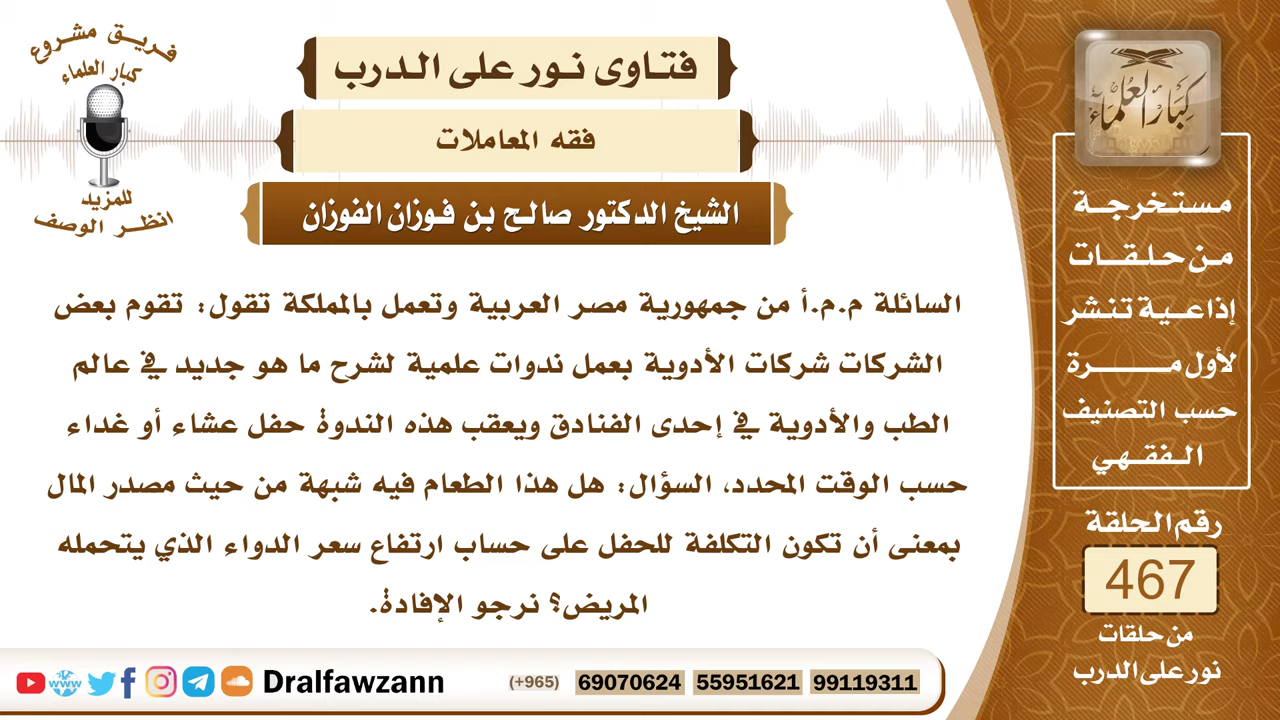 فريق مشروع
كبار العلماء
للمزيد
انظر الوصف
فتاوى نور على الدرب
فقه المعاملات
الشيخ الدكتور صالح بن فوزان الفوزان
السائلة م.م.أ من جمهورية مصر العربية وتعمل بالمملكة تقول: تقوم بعض
الشركات شركات الأدوية بعمل ندوات علمية لشرح ما هو جديد في عالم
الطب والأدوية في إحدى الفنادق ويعقب هذه الندوة حفل عشاء أو غداء
حسب الوقت المحدد، السؤال: هل هذا الطعام فيه شبهة من حيث مصدر المال
بمعنى أن تكون التكلفة للحفل على حساب ارتفاع سعر الدواء الذي يتحمله
المريض؟ نرجو الإفادة.
كبار العلماء
مستخرجة
من حلقات
إذاعية تنشر
لأول مرة
حسب التصنيف
الفقهي
رقم الحلقة
467
من حلقات
نور على الدرب
Dralfawzann (+965) 69070624 55951621 99119311